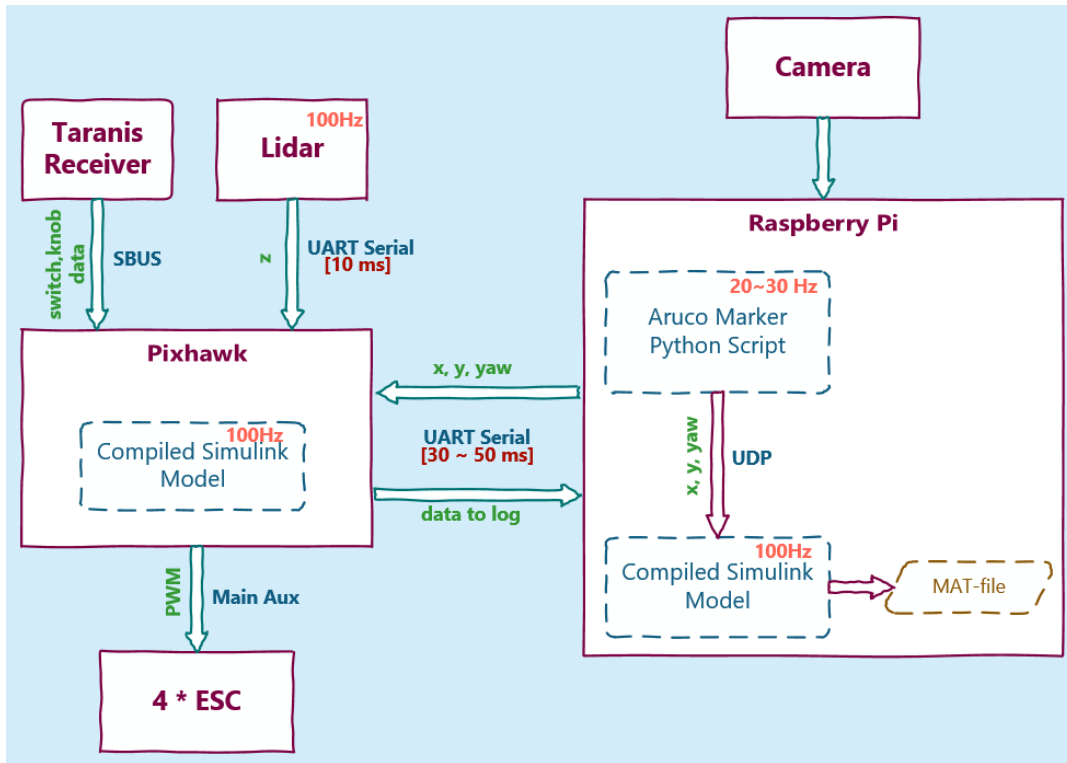 Camera
Taranis
Receiver
100Hz
Lidar
switch,knob
data
SBUS
z
UART Serial
[10 ms]
Raspberry Pi
20~30 Hz
Aruco Marker
Python Script
Pixhawk
x, y, yaw
100Hz
Compiled Simulink
Model
UART Serial
[30 ~ 50 ms]
data to log
x, y, yaw
UDP
100Hz
Compiled Simulink
Model
MAT-file
PWM
Main Aux
4 * ESC